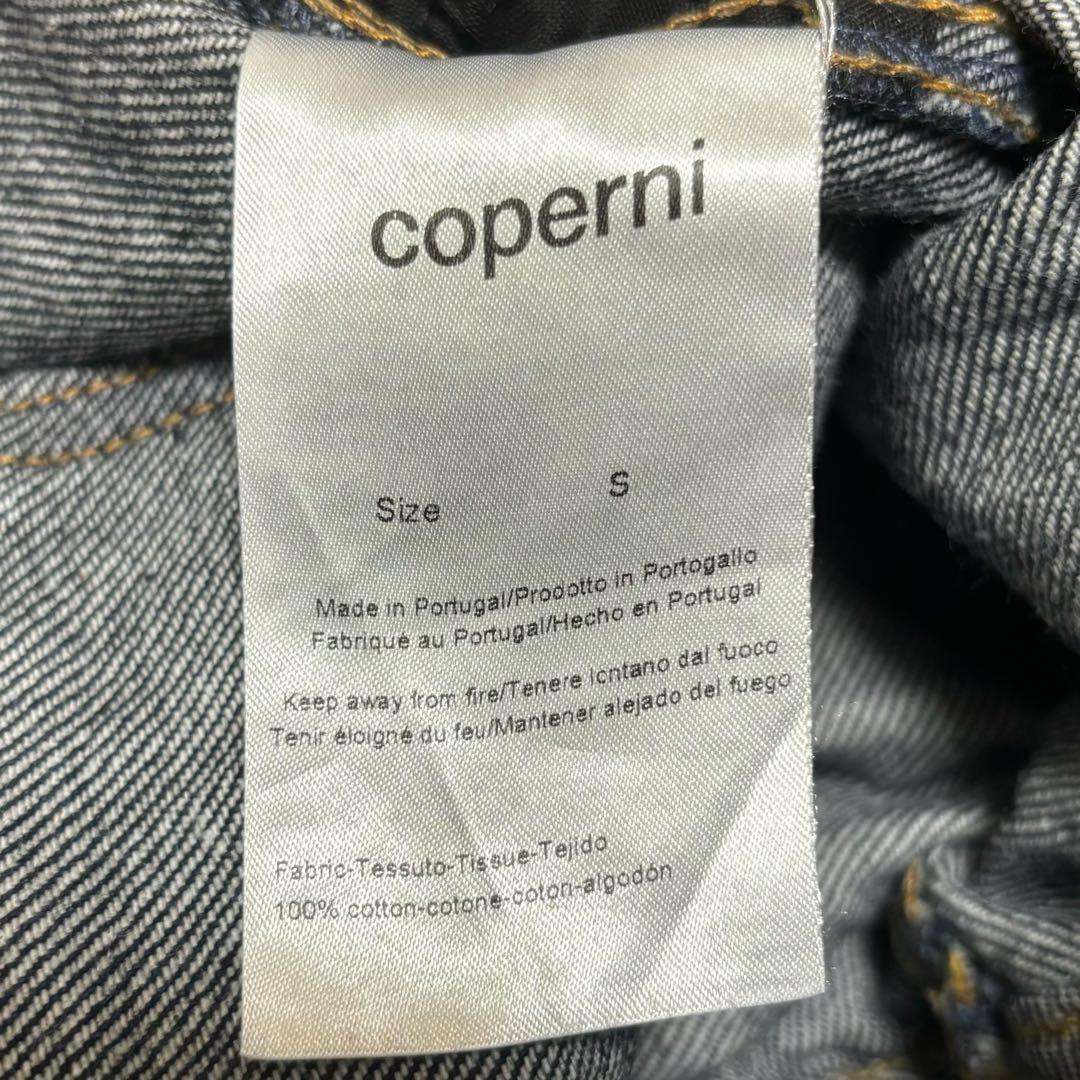 coperni
Size S
Made in Portugal/Prodotto in Portogallo
Fabriqué au Portugal/Hecho en Portugal
Keep away from fire/Tenere lontano dal fuoco
Tenir éloigné du feu/Mantener alejado del fuego
Fabric-Tessuto-Tissue-Tejido
100% cotton-cotone-coton-algodón